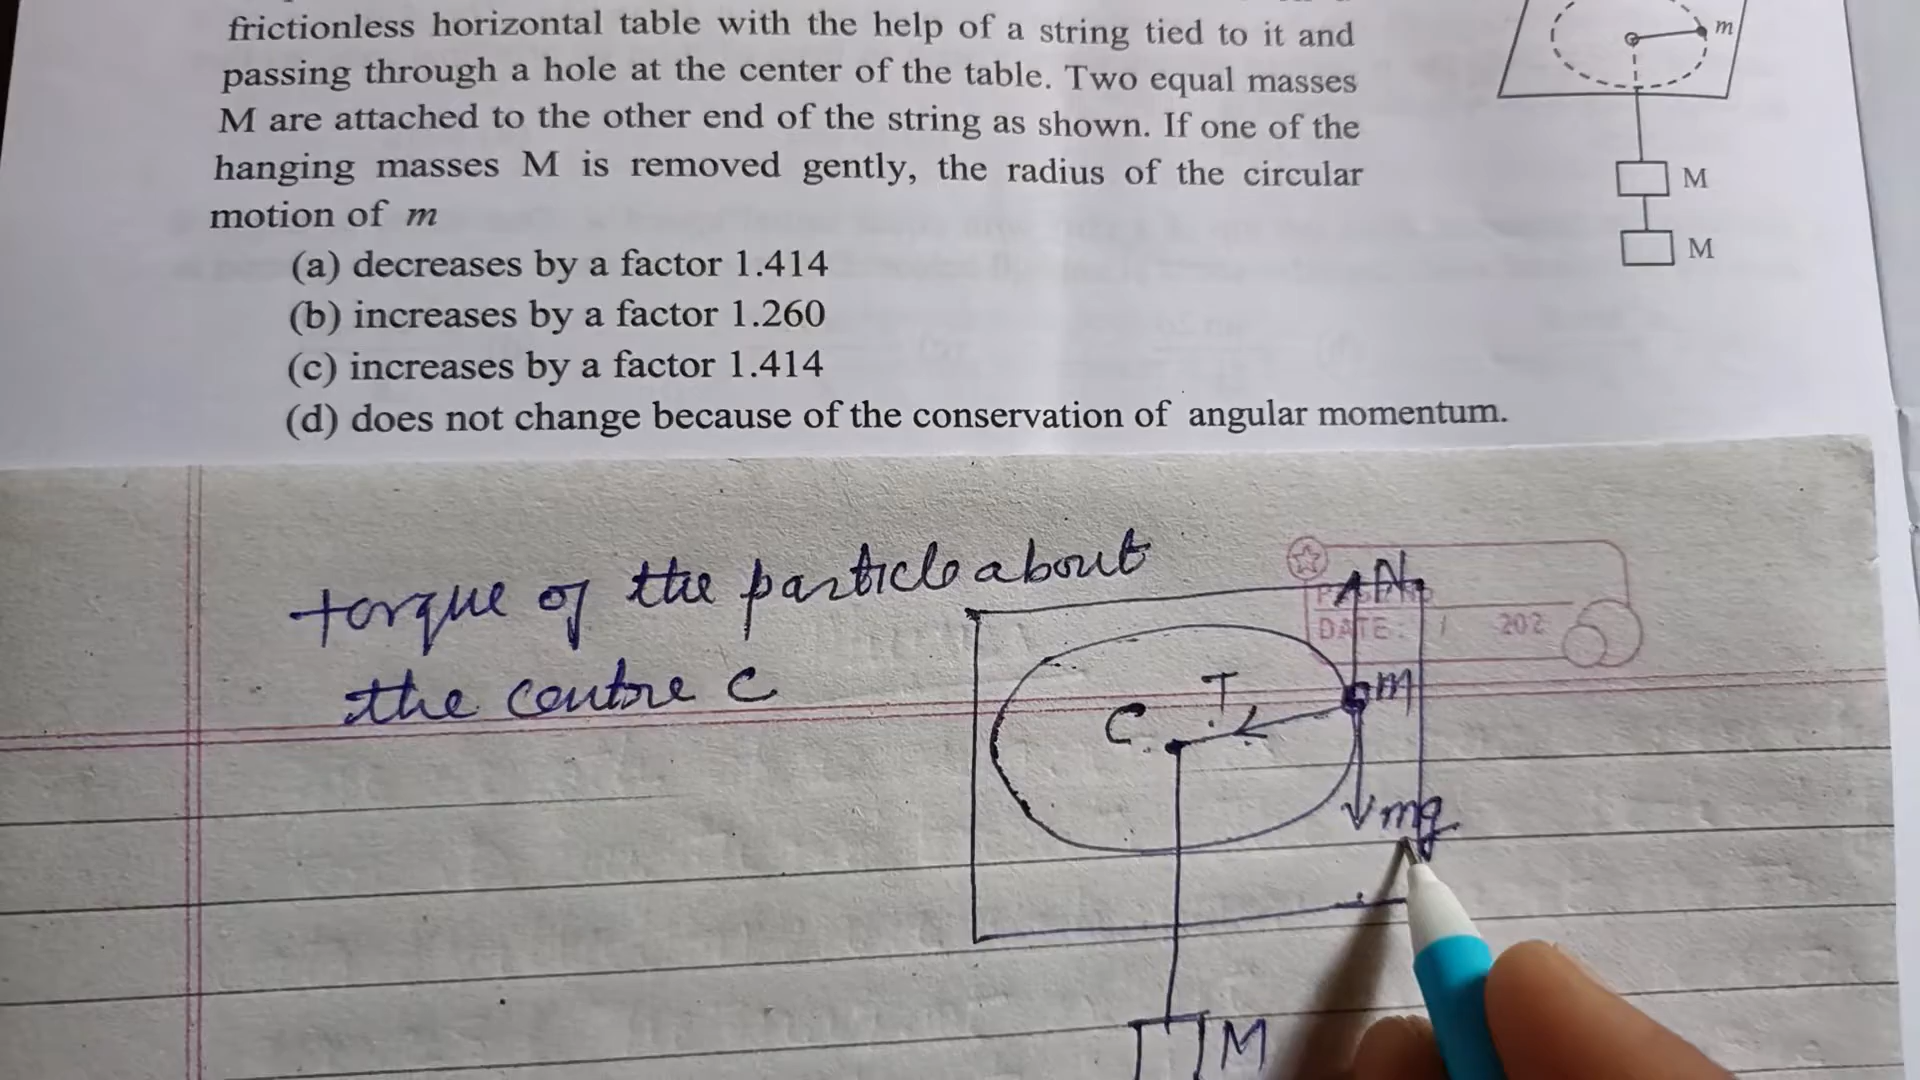 frictionless horizontal table with the help of a string tied to it and
passing through a hole at the center of the table. Two equal masses
M are attached to the other end of the string as shown. If one of the
hanging masses M is removed gently, the radius of the circular
motion of m
(a) decreases by a factor 1.414
(b) increases by a factor 1.260
(c) increases by a factor 1.414
(d) does not change because of the conservation of angular momentum.
m
M
M
torque of the particle about
the centre C
N
DATE: / 202
T
m
C
mg
M